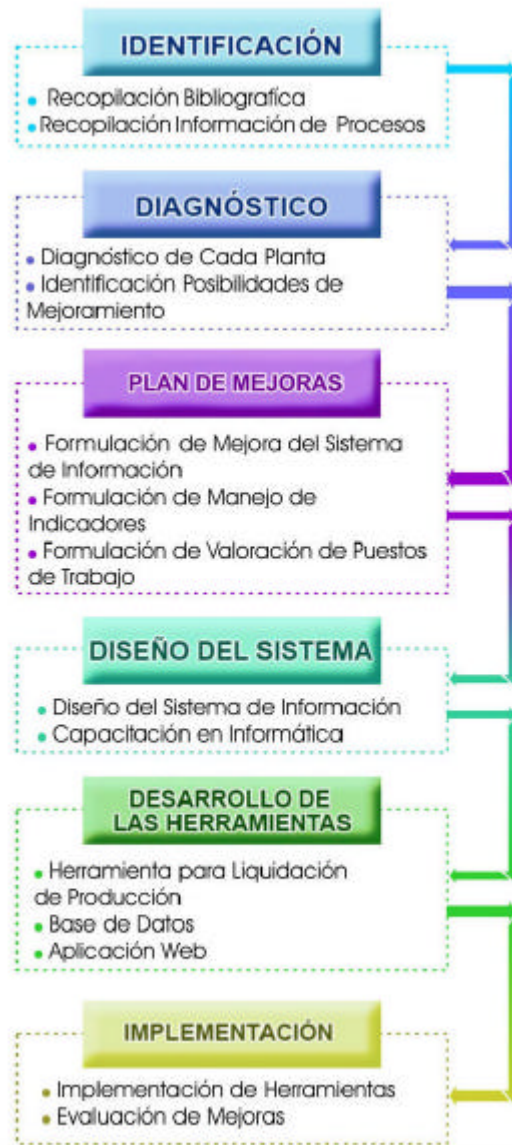 IDENTIFICACIÓN
• Recopilación Bibliografíca
• Recopilación Información de Procesos
DIAGNÓSTICO
• Diagnóstico de Cada Planta
• Identificación Posibilidades de
Mejoramiento
PLAN DE MEJORAS
• Formulación de Mejora del Sistema
de Información
• Formulación de Manejo de
Indicadores
• Formulación de Valoración de Puestos
de Trabajo
DISEÑO DEL SISTEMA
• Diseño del Sistema de Información
• Capacitación en Informática
DESARROLLO DE
LAS HERRAMIENTAS
• Herramienta para Liquidación
de Producción
• Base de Datos
• Aplicación Web
IMPLEMENTACIÓN
• Implementación de Herramientas
• Evaluación de Mejoras